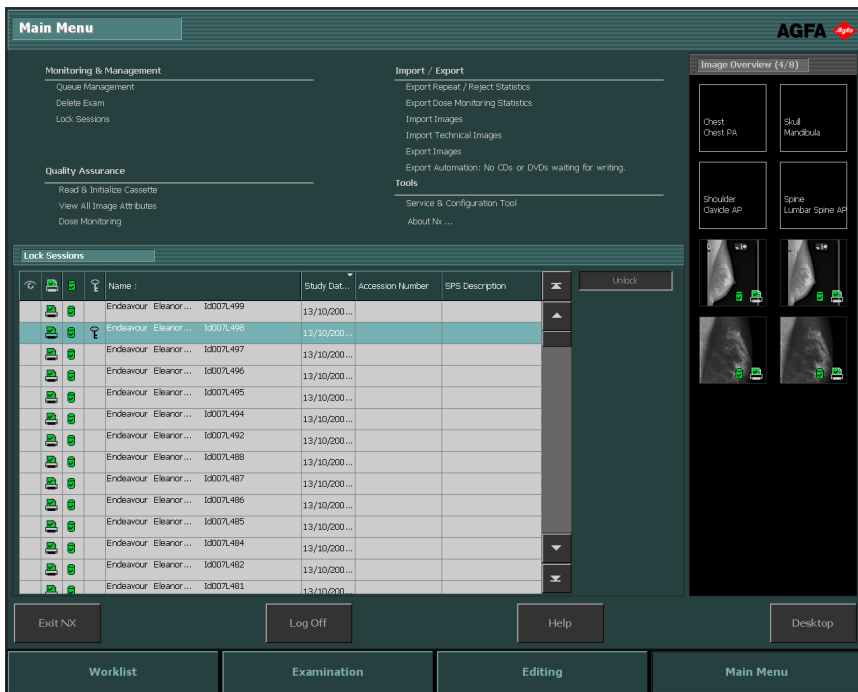 Main Menu
AGFA
Agfa
Monitoring & Management
Queue Management
Delete Exam
Lock Sessions
Quality Assurance
Read & Initialize Cassette
View All Image Attributes
Dose Monitoring
Import / Export
Export Repeat / Reject Statistics
Export Dose Monitoring Statistics
Import Images
Import Technical Images
Export Images
Export Automation: No CDs or DVDs waiting for writing.
Tools
Service & Configuration Tool
About Nx ...
Image Overview (4/8)
Chest
Chest PA
Skull
Mandibula
Shoulder
Clavicle AP
Spine
Lumbar Spine AP
Lock Sessions
Name : Study Dat... Accession Number SPS Description
Unlock
Endeavour Eleanor... Id007L499 13/10/200...
Endeavour Eleanor... Id007L498 13/10/200...
Endeavour Eleanor... Id007L497 13/10/200...
Endeavour Eleanor... Id007L496 13/10/200...
Endeavour Eleanor... Id007L495 13/10/200...
Endeavour Eleanor... Id007L494 13/10/200...
Endeavour Eleanor... Id007L492 13/10/200...
Endeavour Eleanor... Id007L488 13/10/200...
Endeavour Eleanor... Id007L487 13/10/200...
Endeavour Eleanor... Id007L486 13/10/200...
Endeavour Eleanor... Id007L485 13/10/200...
Endeavour Eleanor... Id007L484 13/10/200...
Endeavour Eleanor... Id007L482 13/10/200...
Endeavour Eleanor... Id007L481 13/10/200...
Exit NX
Log Off
Help
Desktop
Worklist
Examination
Editing
Main Menu